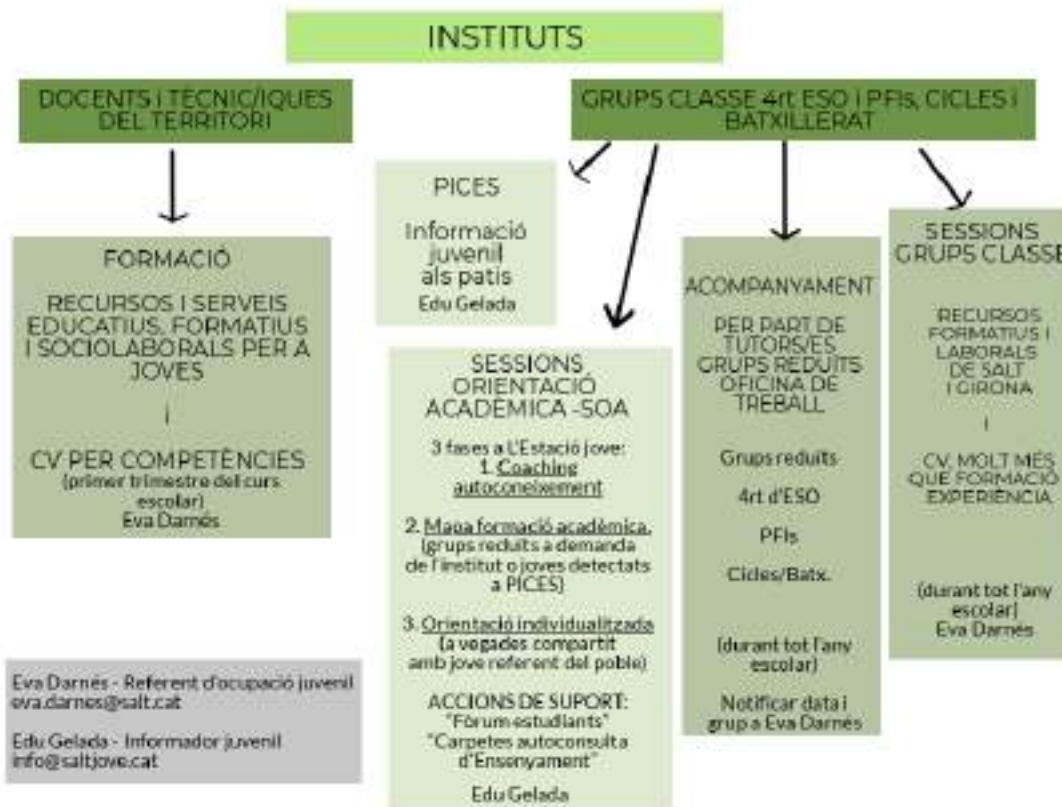 INSTITUTS
DOCENTS i TÈCNIC/IQUES
DEL TERRITORI
GRUPS CLASSE 4rt ESO i PFIs, CICLES i
BATXILLERAT
FORMACIÓ
RECURSOS I SERVEIS
EDUCATIUS, FORMATIUS
I SOCIOLABORALS PER A
JOVES
i
CV PER COMPETÈNCIES
(primer trimestre del curs
escolar)
Eva Darnés
PICES
Informació
juvenil
als patis
Edu Gelada
SESSIONS
ORIENTACIÓ
ACADÈMICA -SOA
3 fases a L'Estació jove:
1. Coaching
autoconeixement
2. Mapa formació acadèmica.
(grups reduïts a demanda
de l'institut o joves detectats
a PICES)
3. Orientació individualitzada
(a vegades compartit
amb jove referent del poble)
ACCIONS DE SUPORT:
"Fòrum estudiants"
"Carpetes autoconsulta
d'Ensenyament"
Edu Gelada
ACOMPANYAMENT
PER PART DE
TUTORS/ES
GRUPS REDUÏTS
OFICINA DE
TREBALL
Grups reduïts
4rt d'ESO
PFIs
Cicles/Batx.
(durant tot l'any
escolar)
Notificar data i
grup a Eva Darnés
SESSIONS
GRUPS CLASSE
RECURSOS
FORMATIUS I
LABORALS
DE SALT
I GIRONA
i
CV, MOLT MÉS
QUE FORMACIÓ I
EXPERIÈNCIA
(durant tot l'any
escolar)
Eva Darnés
Eva Darnés - Referent d'ocupació juvenil
eva.darnes@salt.cat
Edu Gelada - Informador juvenil
info@saltjove.cat